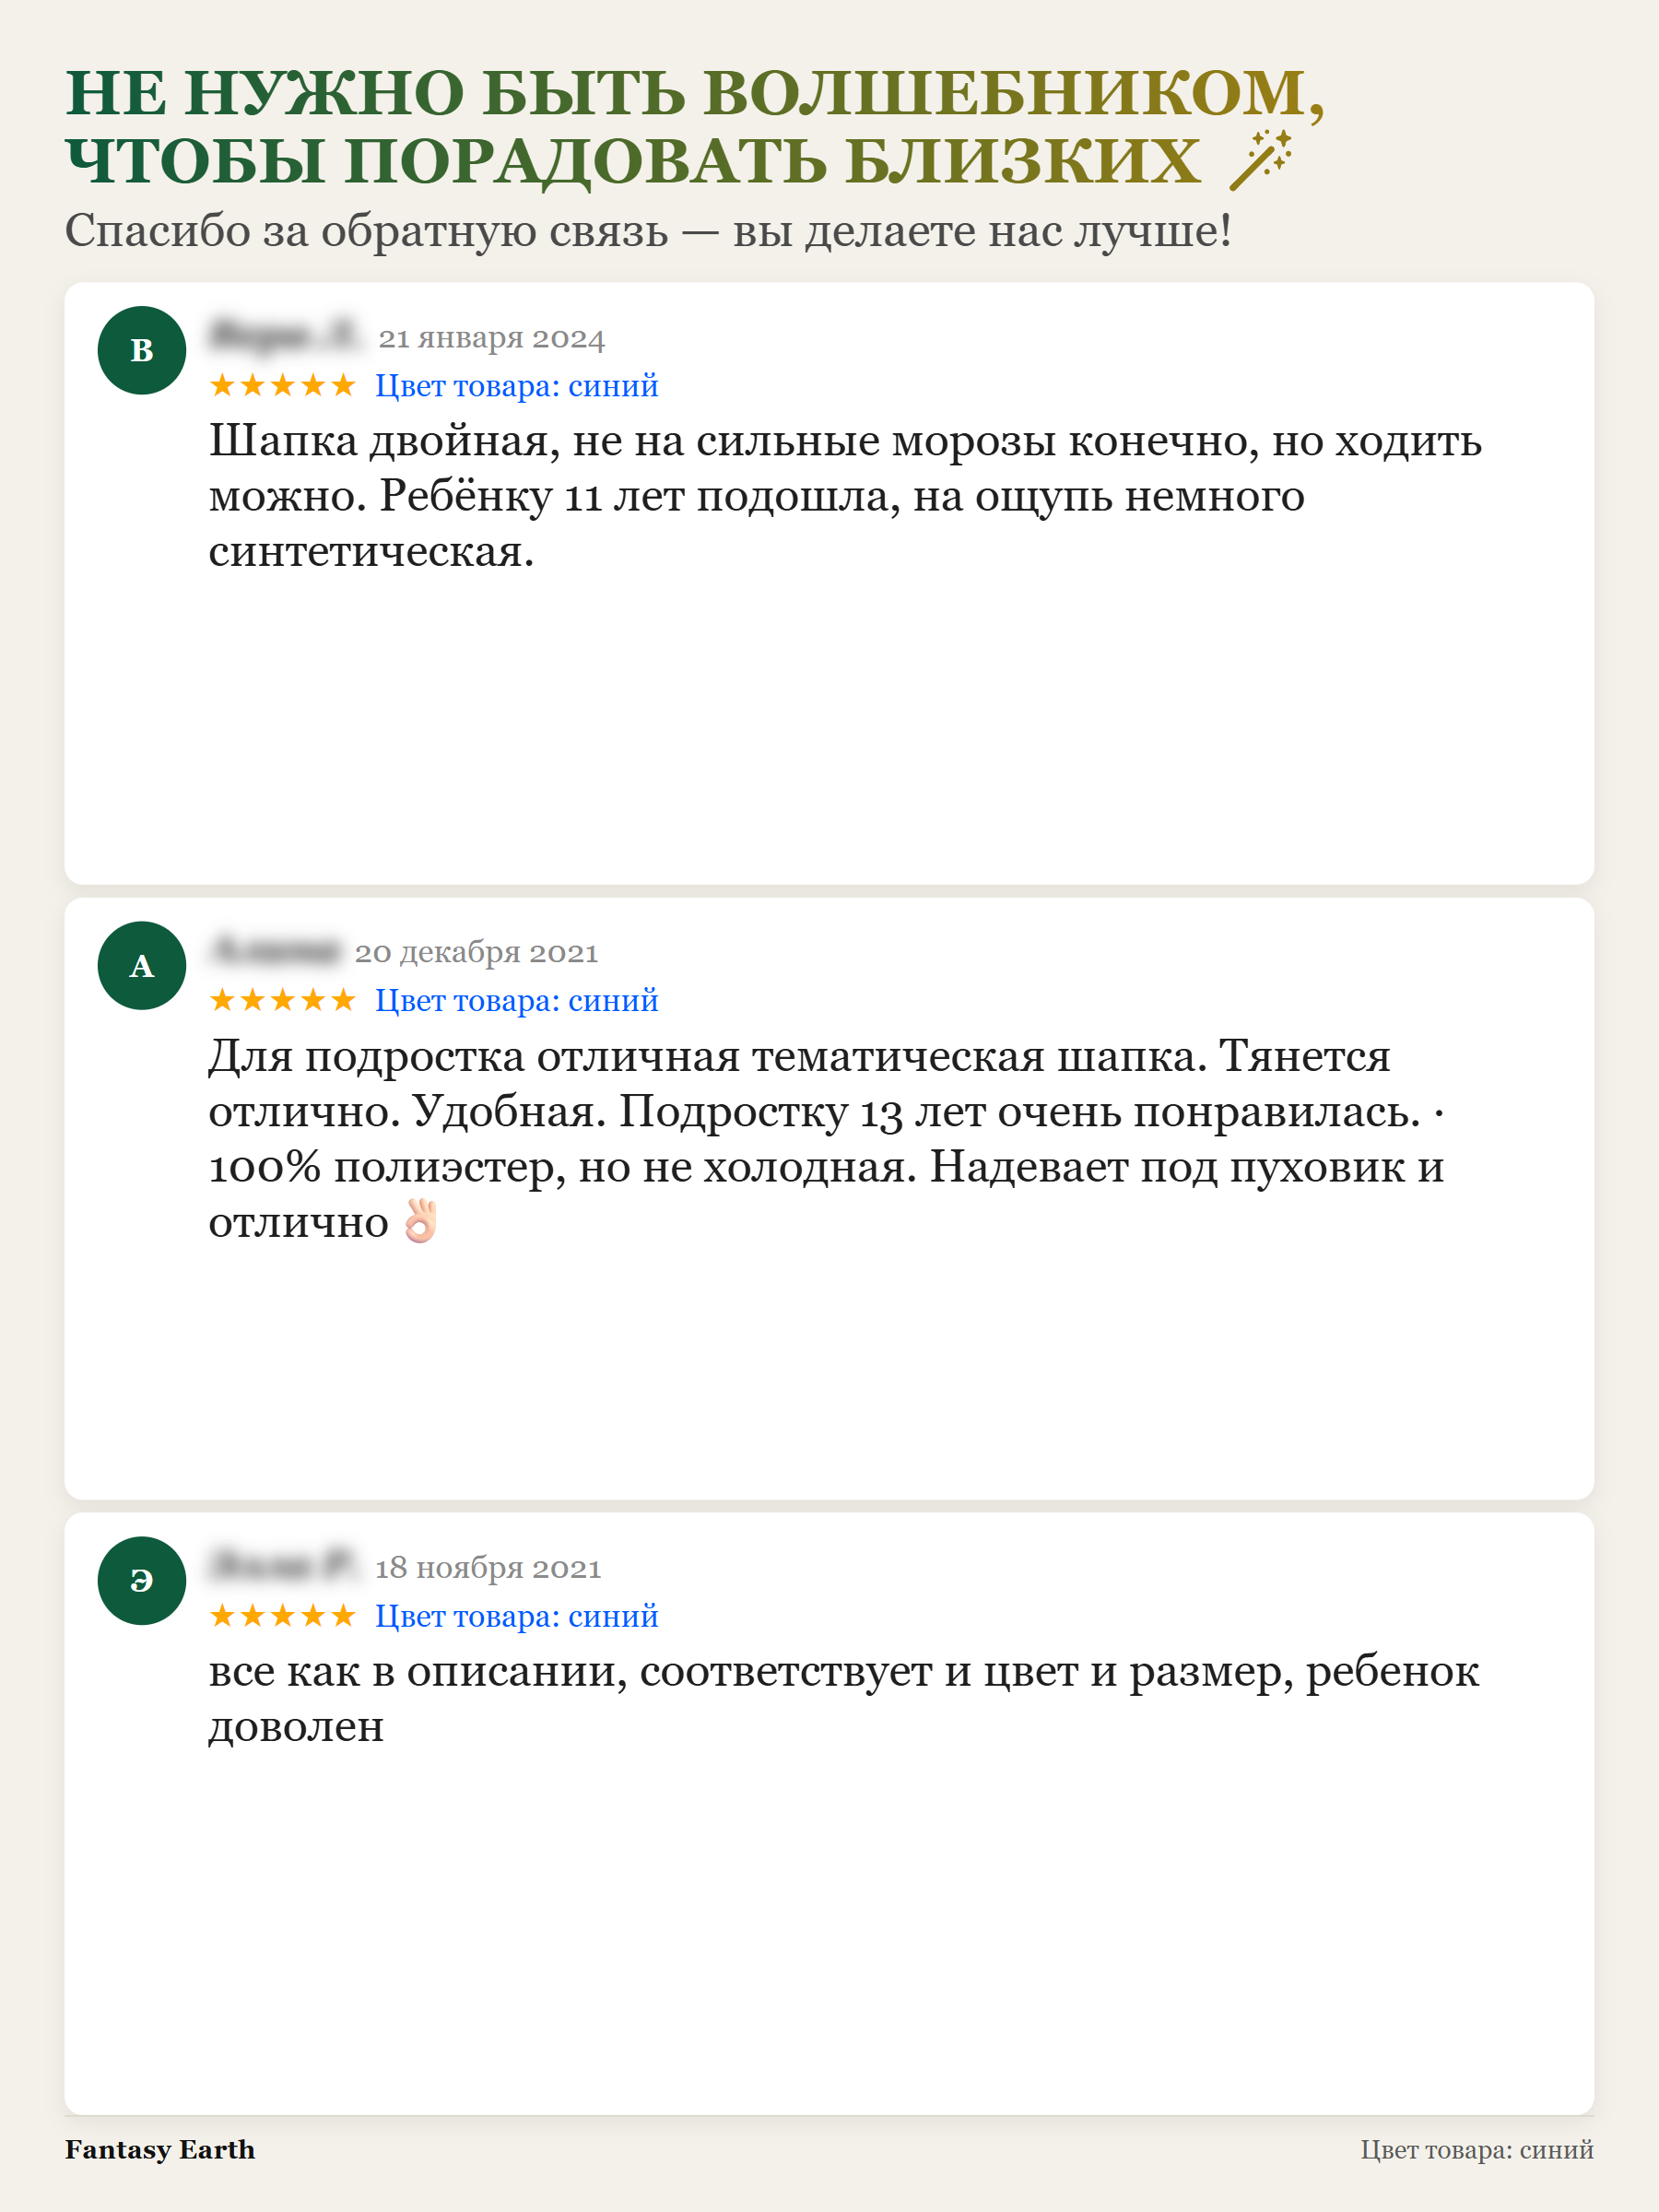 НЕ НУЖНО БЫТЬ ВОЛШЕБНИКОМ,
ЧТОБЫ ПОРАДОВАТЬ БЛИЗКИХ
Спасибо за обратную связь — вы делаете нас лучше!
В
21 января 2024
★★★★★ Цвет товара: синий
Шапка двойная, не на сильные морозы конечно, но ходить
можно. Ребёнку 11 лет подошла, на ощупь немного
синтетическая.
А
20 декабря 2021
★★★★★ Цвет товара: синий
Для подростка отличная тематическая шапка. Тянется
отлично. Удобная. Подростку 13 лет очень понравилась. ·
100% полиэстер, но не холодная. Надевает под пуховик и
отлично 👌🏻
Э
18 ноября 2021
★★★★★ Цвет товара: синий
все как в описании, соответствует и цвет и размер, ребенок
доволен
Fantasy Earth
Цвет товара: синий